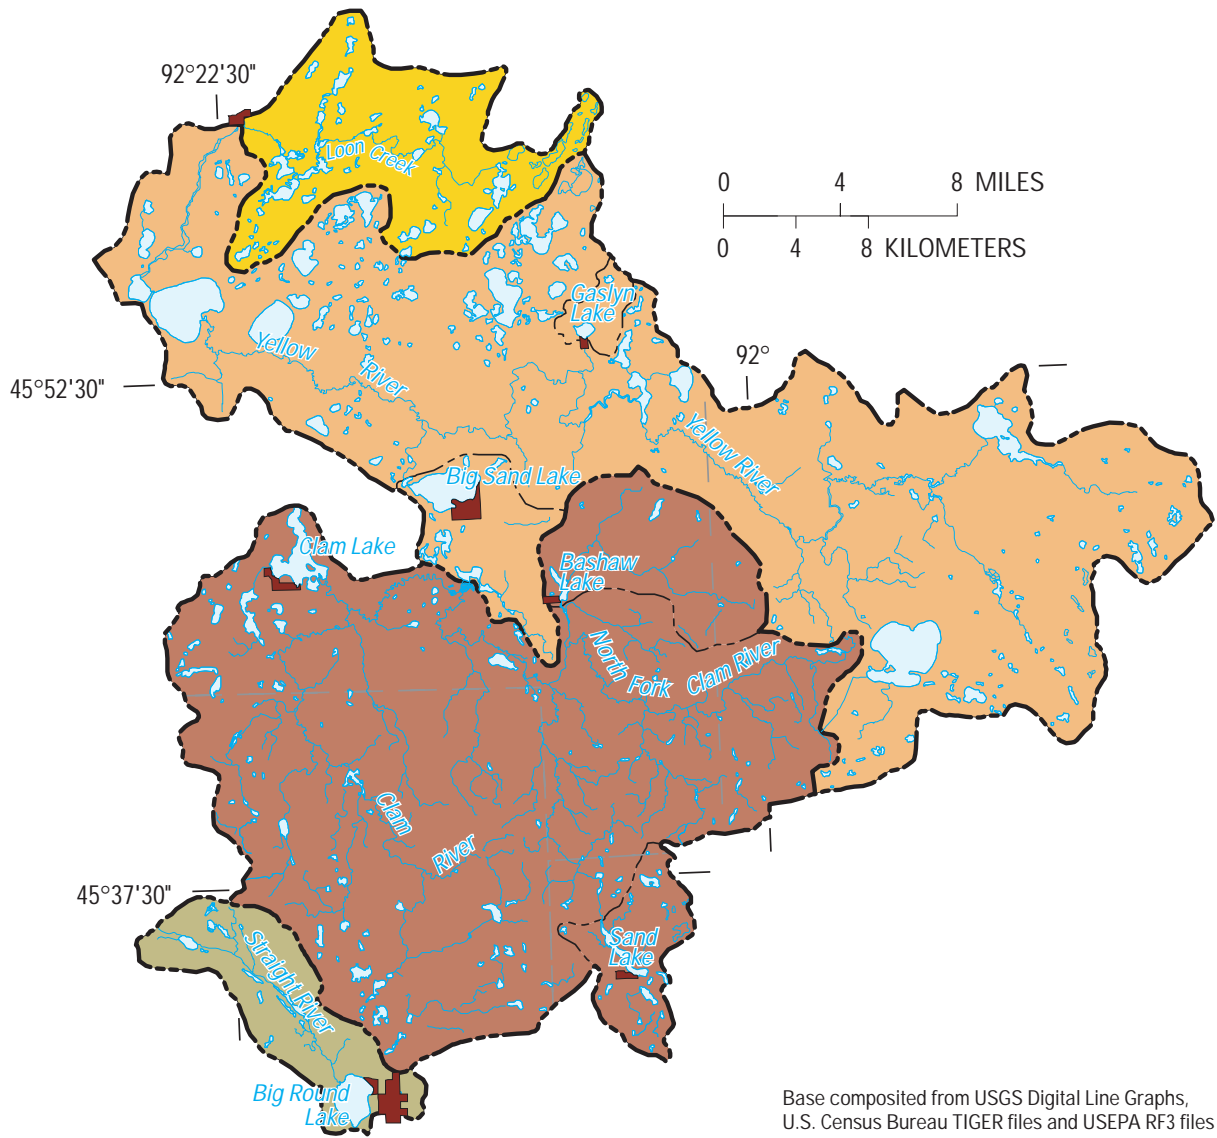 92°22'30"
Loon Creek
0 4 8 MILES
0 4 8 KILOMETERS
Gaslyn
Lake
Yellow
River
92°
45°52'30"
Yellow River
Big Sand Lake
Clam Lake
Bashaw
Lake
North Fork Clam River
Clam
River
45°37'30"
Sand
Lake
Straight River
Big Round
Lake
Base composited from USGS Digital Line Graphs,
U.S. Census Bureau TIGER files and USEPA RF3 files